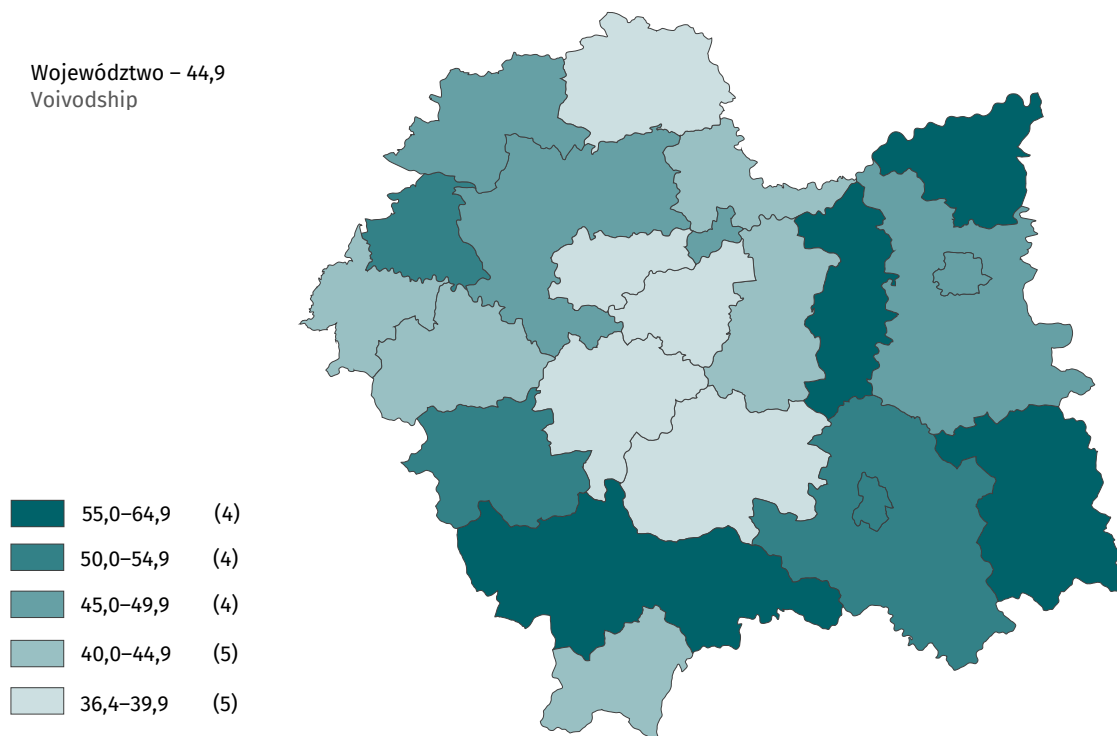 Województwo – 44,9
Voivodship
55,0–64,9 (4)
50,0–54,9 (4)
45,0–49,9 (4)
40,0–44,9 (5)
36,4–39,9 (5)